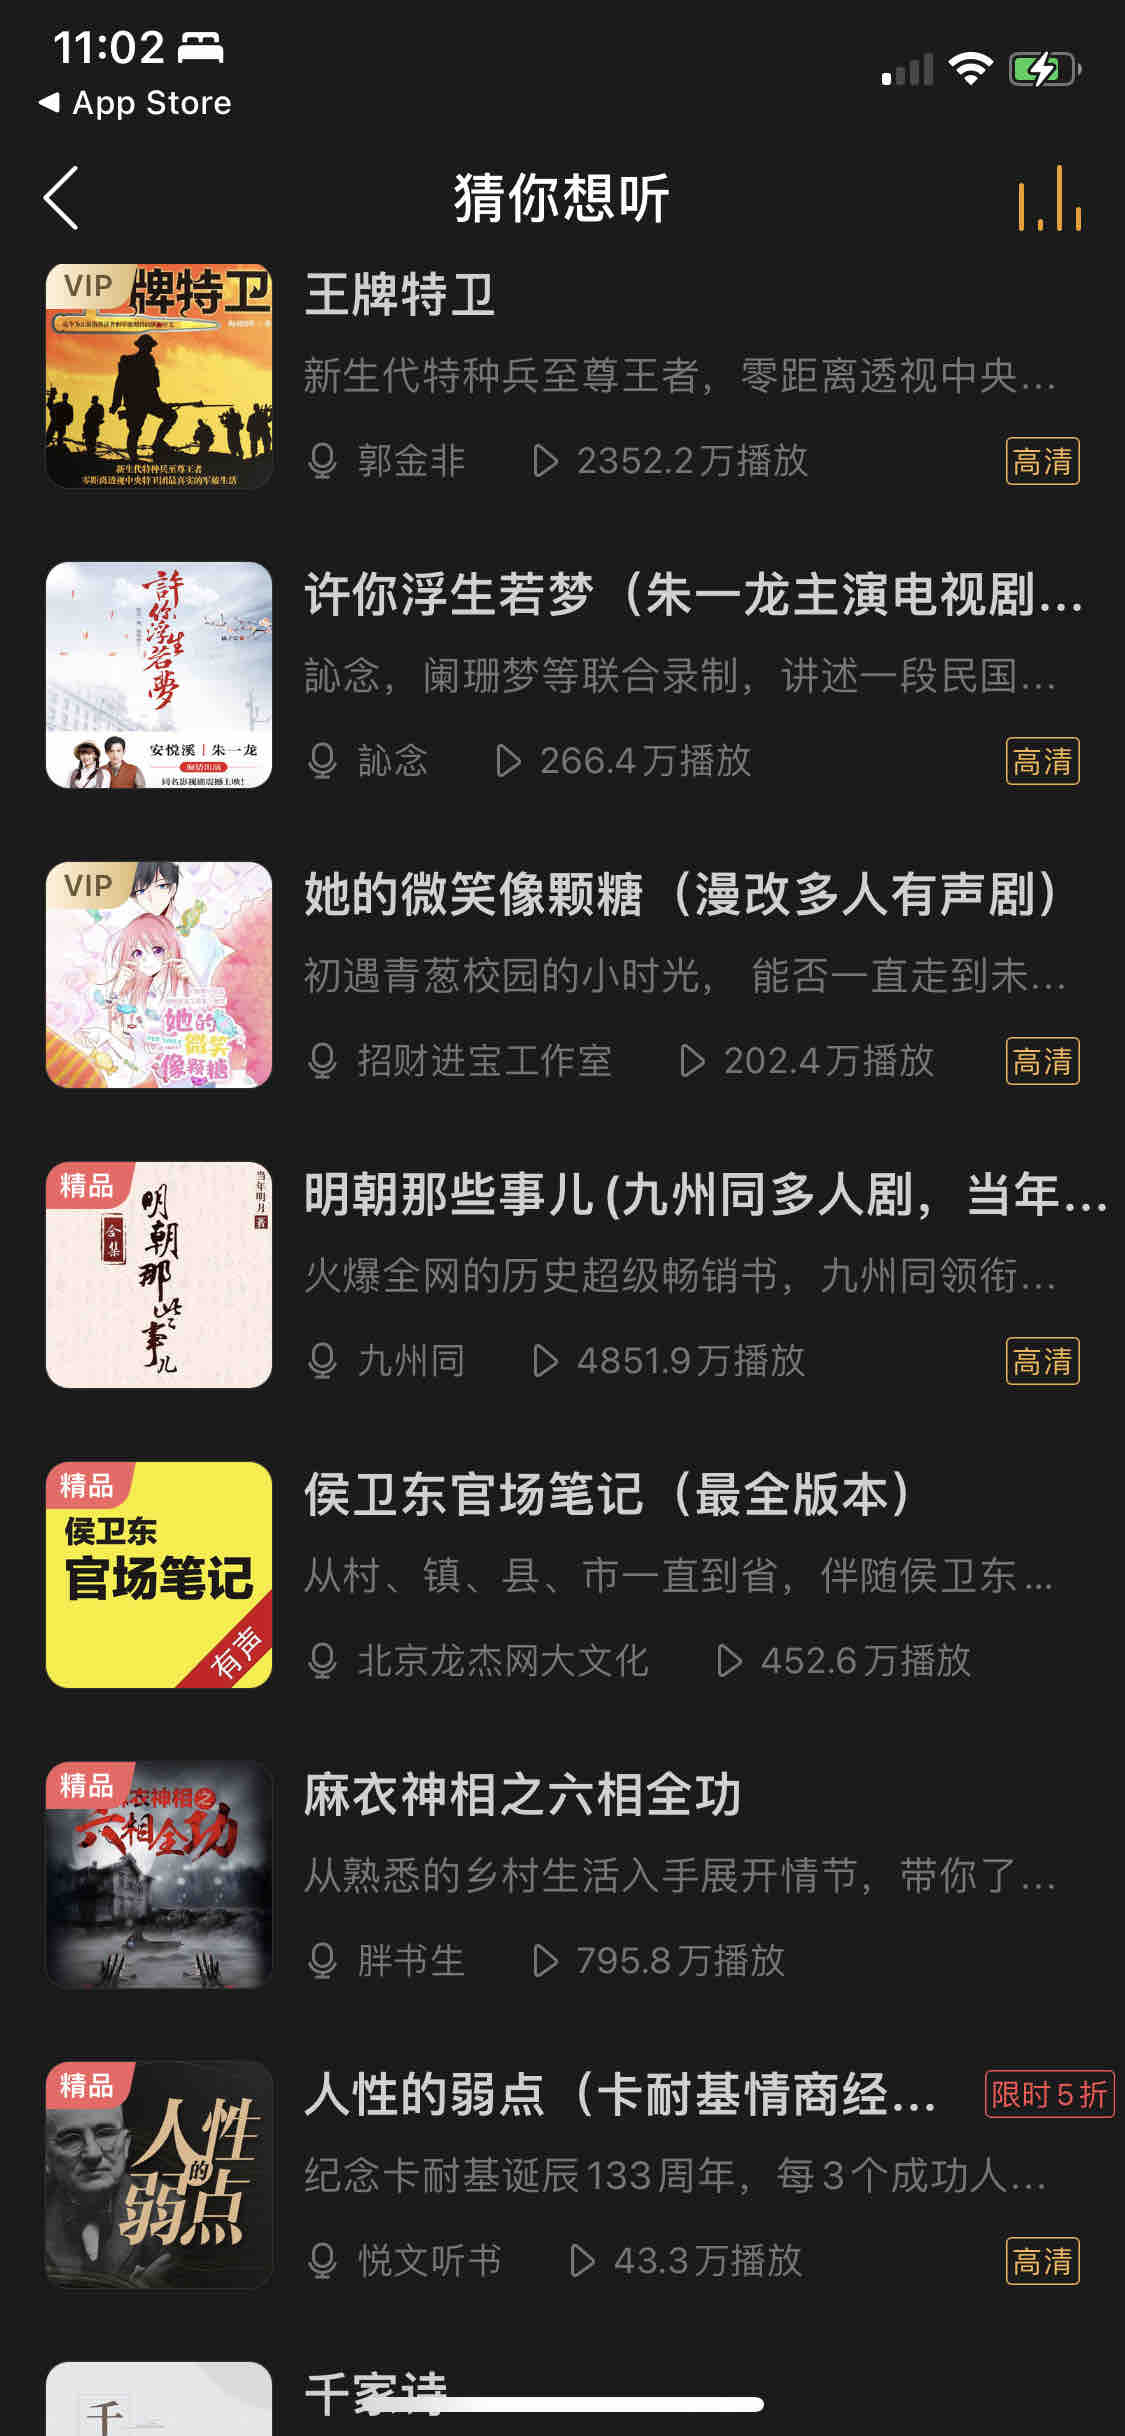 11:02
App Store
猜你想听
VIP
牌特卫
新生代特种兵至尊王者
零距离透视中央特卫团最真实的军旅生活
王牌特卫
新生代特种兵至尊王者，零距离透视中央...
郭金非
2352.2万播放
高清
許你浮生若夢
安悦溪 朱一龙
倾情出演
同名影视剧震撼上映！
许你浮生若梦（朱一龙主演电视剧...
訫念，阑珊梦等联合录制，讲述一段民国...
訫念
266.4万播放
高清
VIP
她的
微笑
像颗糖
她的微笑像颗糖（漫改多人有声剧）
初遇青葱校园的小时光， 能否一直走到未...
招财进宝工作室
202.4万播放
高清
精品
当年明月 著
合集
明朝那些事儿
明朝那些事儿(九州同多人剧，当年...
火爆全网的历史超级畅销书，九州同领衔...
九州同
4851.9万播放
高清
精品
侯卫东
官场笔记
有声
侯卫东官场笔记（最全版本）
从村、镇、县、市一直到省，伴随侯卫东...
北京龙杰网大文化
452.6万播放
精品
衣神相之
六相全功
麻衣神相之六相全功
从熟悉的乡村生活入手展开情节，带你了...
胖书生
795.8万播放
精品
人性
的
弱点
人性的弱点（卡耐基情商经...
限时5折
纪念卡耐基诞辰133周年，每3个成功人...
悦文听书
43.3万播放
高清
千
千家诗